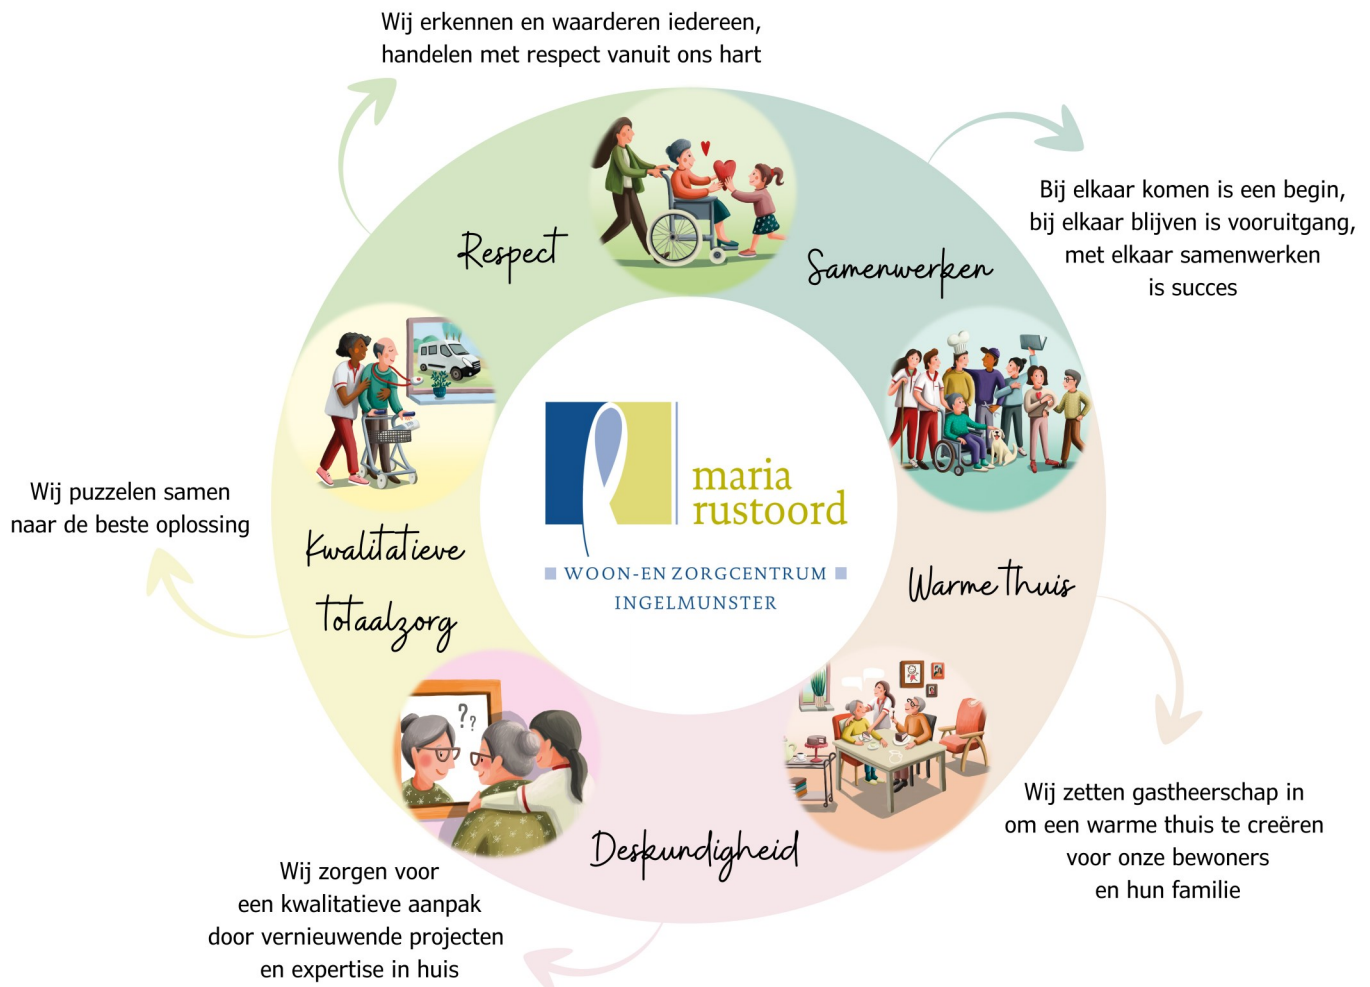 Wij erkennen en waarderen iedereen,
handelen met respect vanuit ons hart
Respect
Samenwerken
Bij elkaar komen is een begin,
bij elkaar blijven is vooruitgang,
met elkaar samenwerken
is succes
Warme thuis
Wij zetten gastheerschap in
om een warme thuis te creëren
voor onze bewoners
en hun familie
Deskundigheid
Wij zorgen voor
een kwalitatieve aanpak
door vernieuwende projecten
en expertise in huis
??
Kwalitatieve
totaalzorg
Wij puzzelen samen
naar de beste oplossing
maria
rustoord
WOON-EN ZORGCENTRUM
INGELMUNSTER